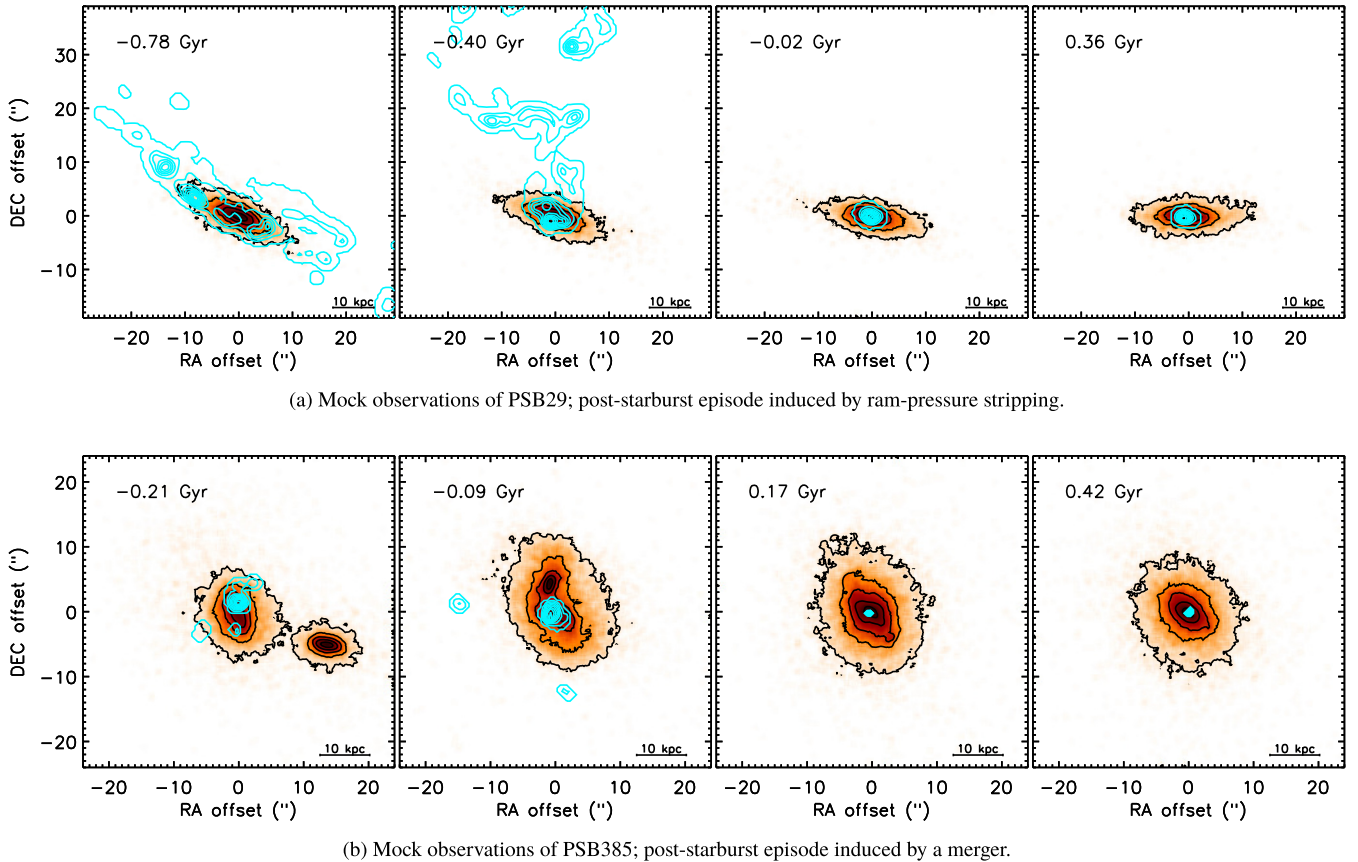 −0.78 Gyr
−0.40 Gyr
−0.02 Gyr
0.36 Gyr
30
20
10
0
−10
DEC offset (")
10 kpc
10 kpc
10 kpc
10 kpc
−20 −10 0 10 20
−20 −10 0 10 20
−20 −10 0 10 20
−20 −10 0 10 20
RA offset (")
RA offset (")
RA offset (")
RA offset (")
(a) Mock observations of PSB29; post-starburst episode induced by ram-pressure stripping.
−0.21 Gyr
−0.09 Gyr
0.17 Gyr
0.42 Gyr
20
10
0
−10
−20
DEC offset (")
10 kpc
10 kpc
10 kpc
10 kpc
−20 −10 0 10 20
−20 −10 0 10 20
−20 −10 0 10 20
−20 −10 0 10 20
RA offset (")
RA offset (")
RA offset (")
RA offset (")
(b) Mock observations of PSB385; post-starburst episode induced by a merger.